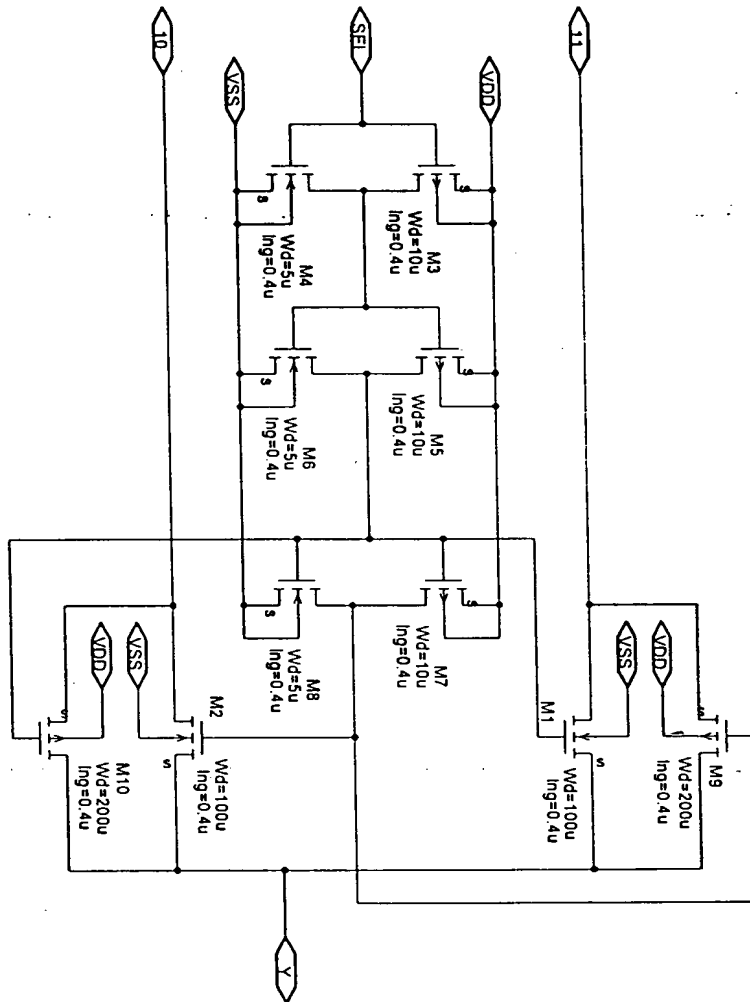 10
VSS
SEL
VDD
11
M4
Wd=5u
lng=0.4u
M3
Wd=10u
lng=0.4u
S
S
M6
Wd=5u
lng=0.4u
M5
Wd=10u
lng=0.4u
S
S
M8
Wd=5u
lng=0.4u
M7
Wd=10u
lng=0.4u
S
S
VDD
VSS
VSS
VDD
M10
Wd=200u
lng=0.4u
S
M2
Wd=100u
lng=0.4u
S
M1
Wd=100u
lng=0.4u
S
M9
Wd=200u
lng=0.4u
S
Y